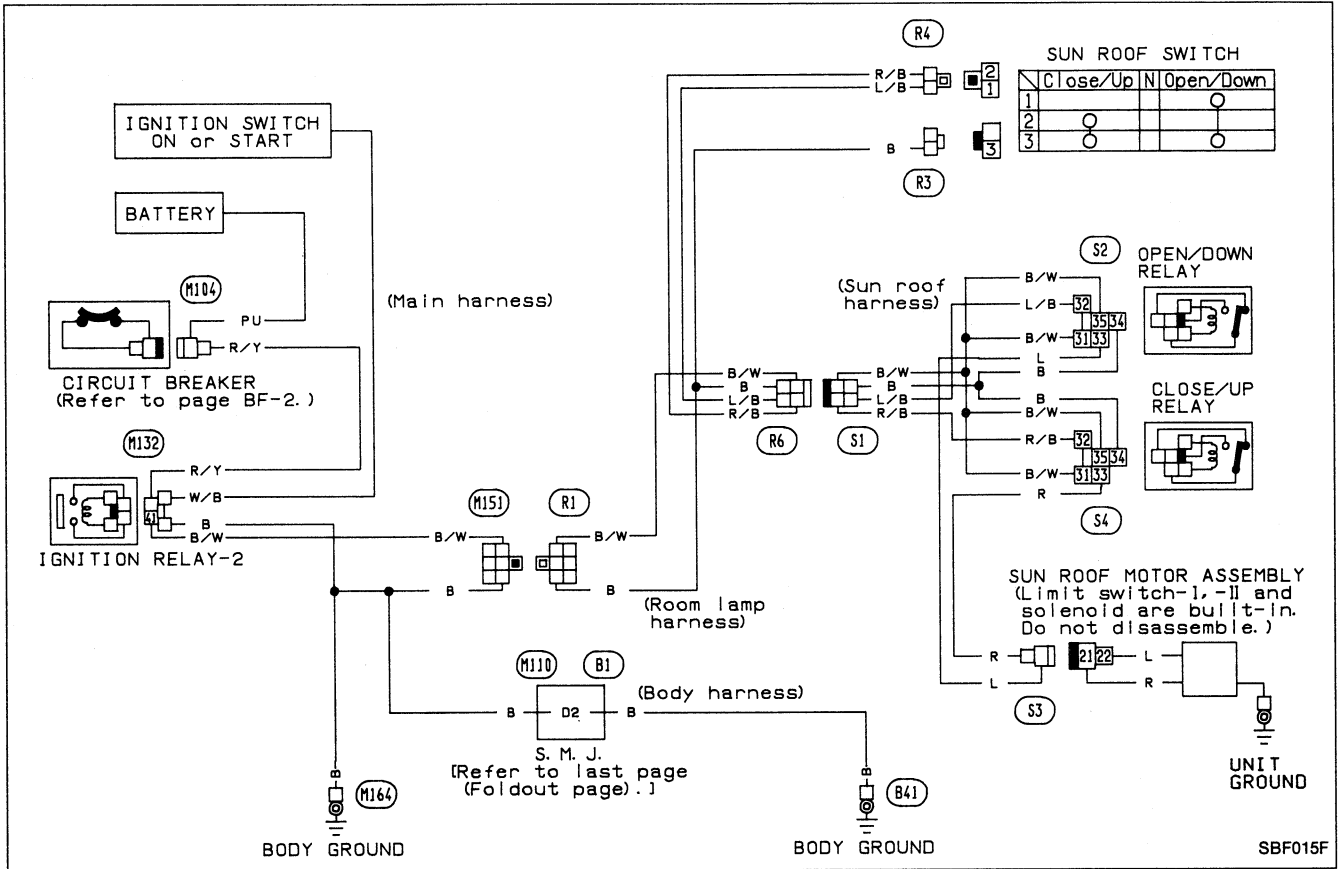 R4
SUN ROOF SWITCH
Close/Up N Open/Down
1
2
3
R/B
L/B
2
1
B
3
R3
IGNITION SWITCH
ON or START
BATTERY
M104
PU
R/Y
CIRCUIT BREAKER
(Refer to page BF-2.)
(Main harness)
M132
R/Y
W/B
41
B
B/W
IGNITION RELAY-2
M151
R1
B/W
B/W
B
B
(Room lamp
harness)
(Sun roof
harness)
S2
OPEN/DOWN
RELAY
B/W
L/B
32
35 34
B/W
31 33
L
B
B/W
B
L/B
R/B
R6
B/W
B
L/B
R/B
S1
CLOSE/UP
RELAY
B
B/W
R/B
32
35 34
B/W
31 33
R
S4
SUN ROOF MOTOR ASSEMBLY
(Limit switch-I, -II and
solenoid are built-in.
Do not disassemble.)
R
L
21 22
L
R
S3
UNIT
GROUND
M110
B1
(Body harness)
B
D2
B
S. M. J.
[Refer to last page
(Foldout page).]
B
M164
BODY GROUND
B
B41
BODY GROUND
SBF015F